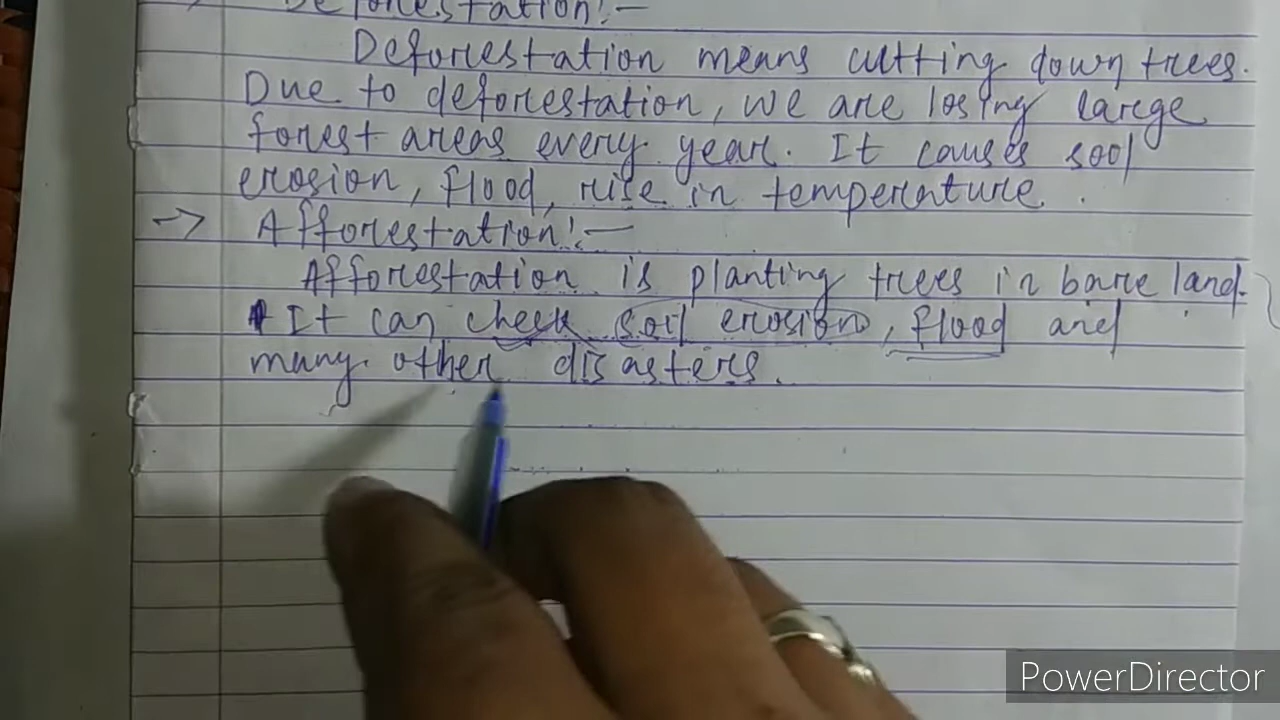 → Deforestation:-
Deforestation means cutting down trees.
Due to deforestation, we are losing large
forest areas every year. It causes soil
erosion, flood, rise in temperature.
→ Afforestation:-
Afforestation is planting trees in bare land.
It can check soil erosion, flood and
many other disasters.
PowerDirector